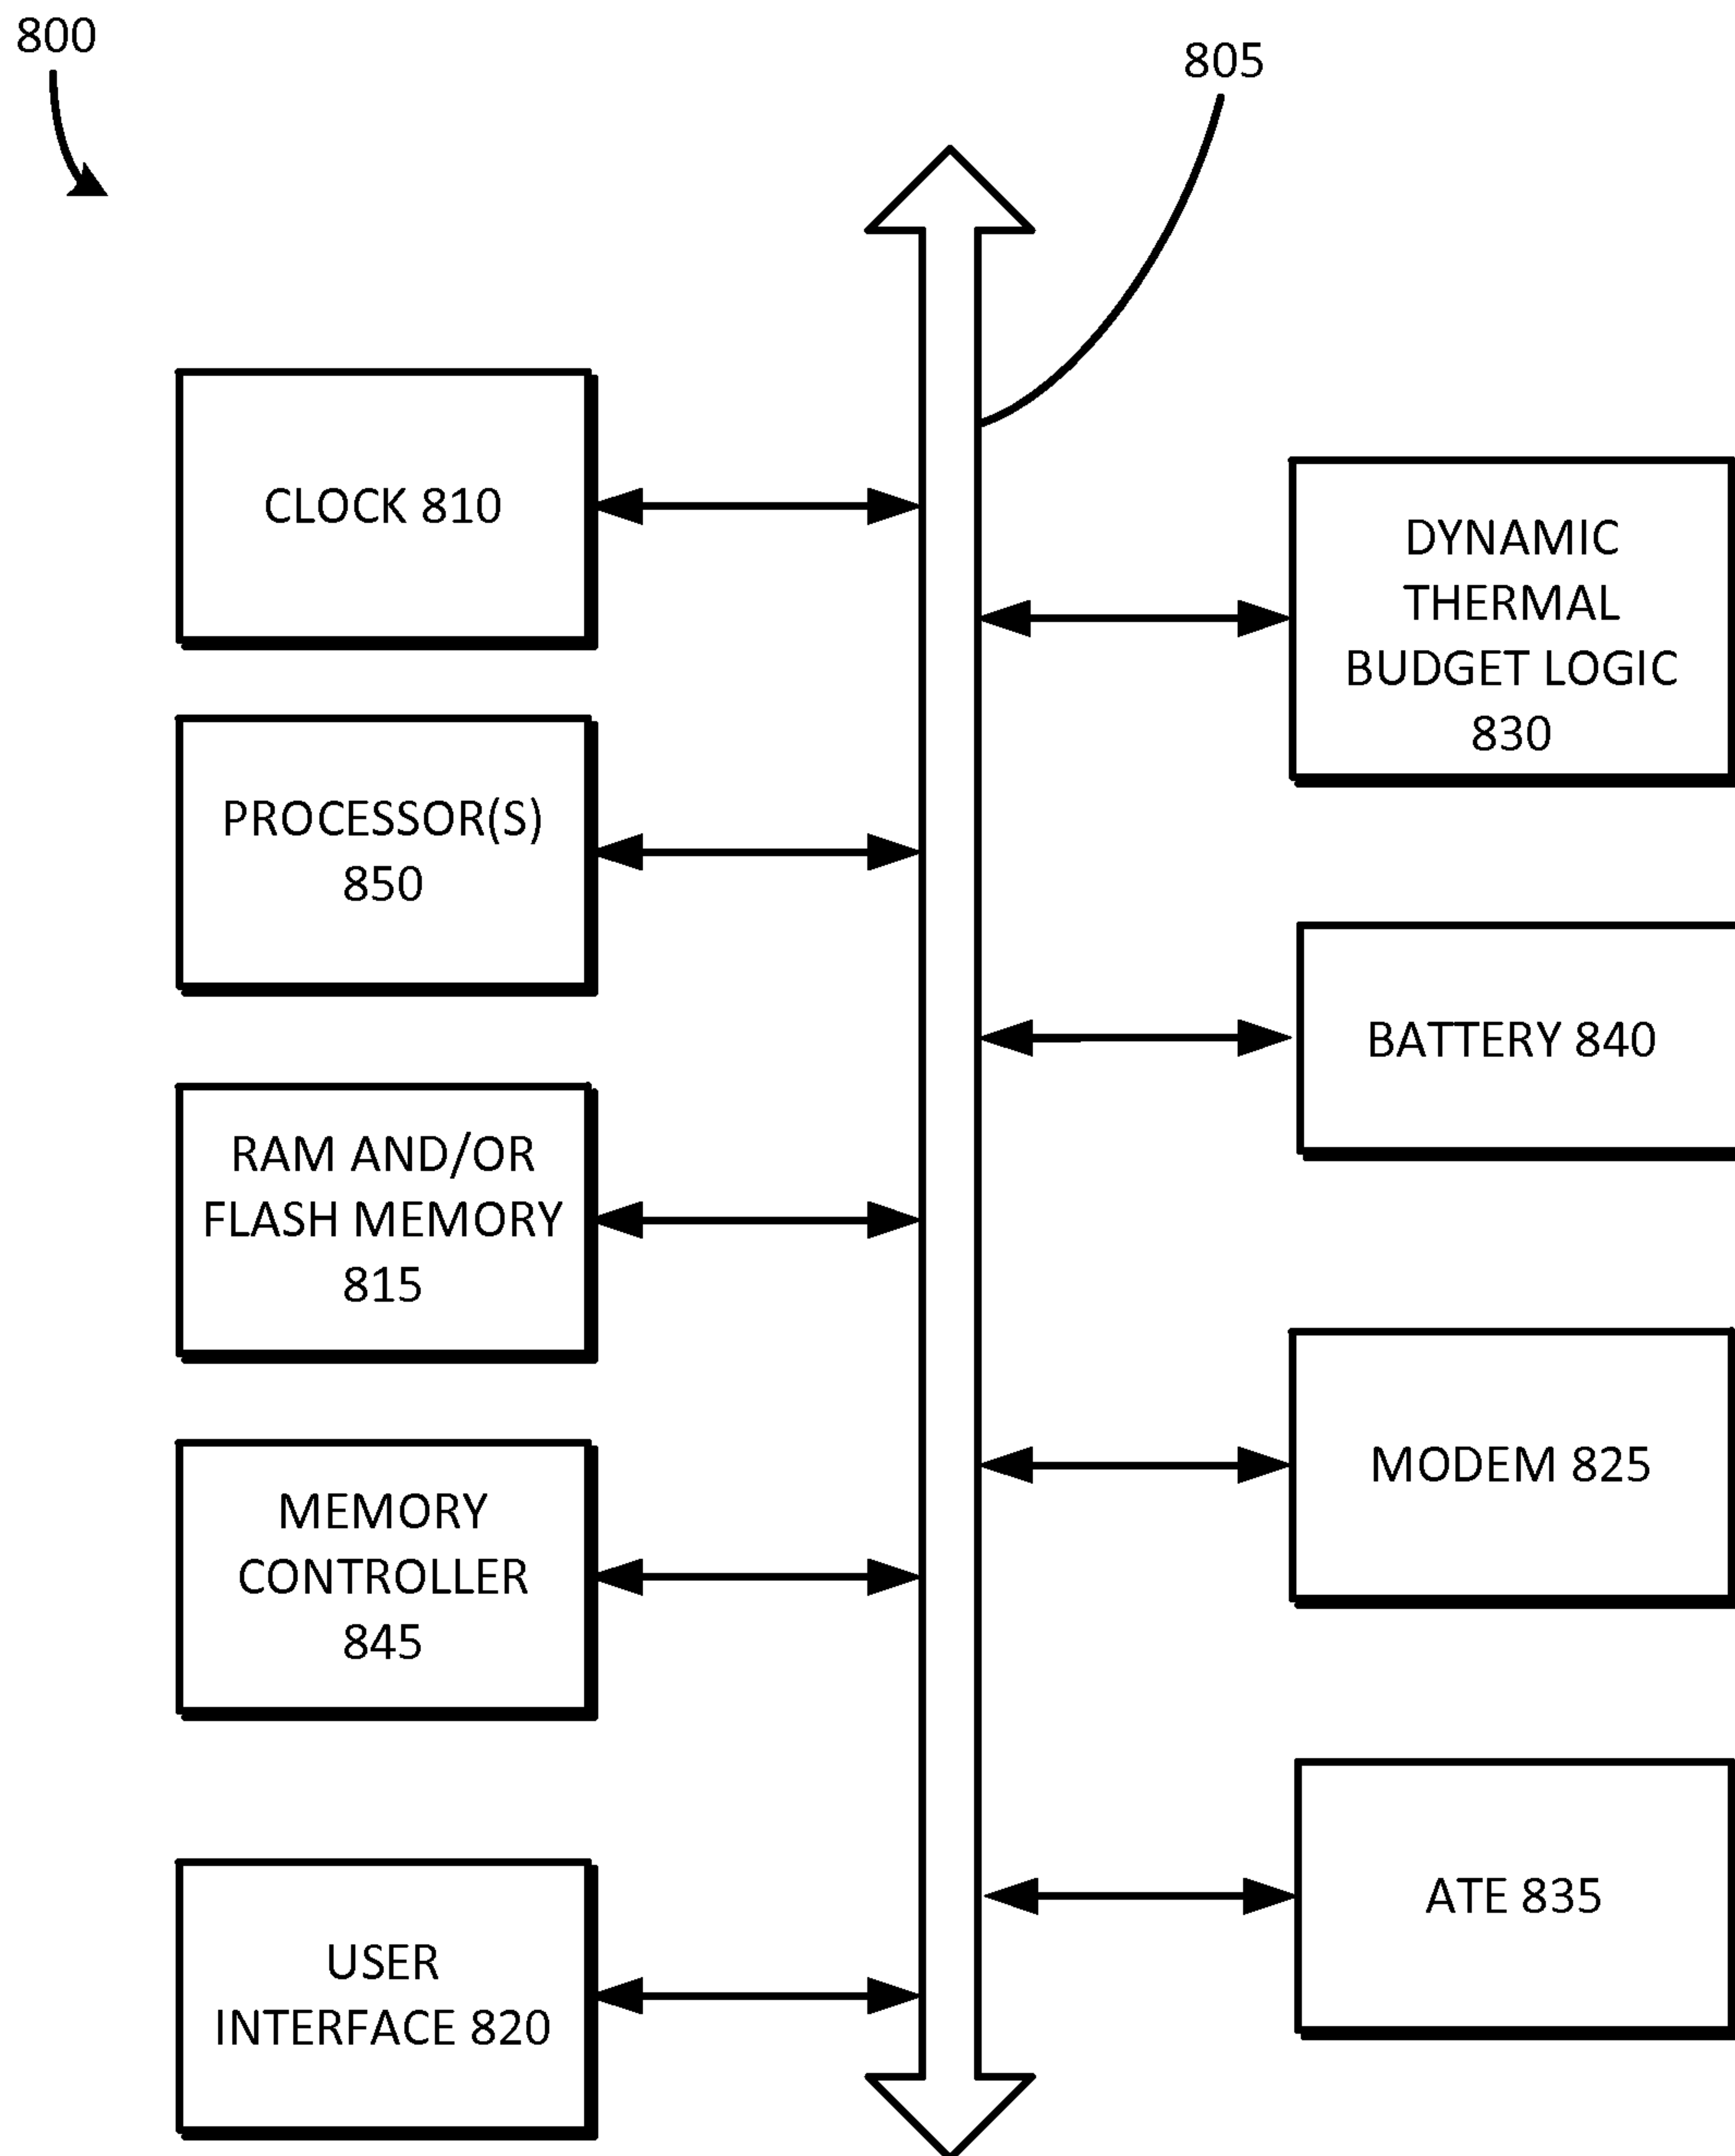 800
805
CLOCK 810
PROCESSOR(S)
850
RAM AND/OR
FLASH MEMORY
815
MEMORY
CONTROLLER
845
USER
INTERFACE 820
DYNAMIC
THERMAL
BUDGET LOGIC
830
BATTERY 840
MODEM 825
ATE 835